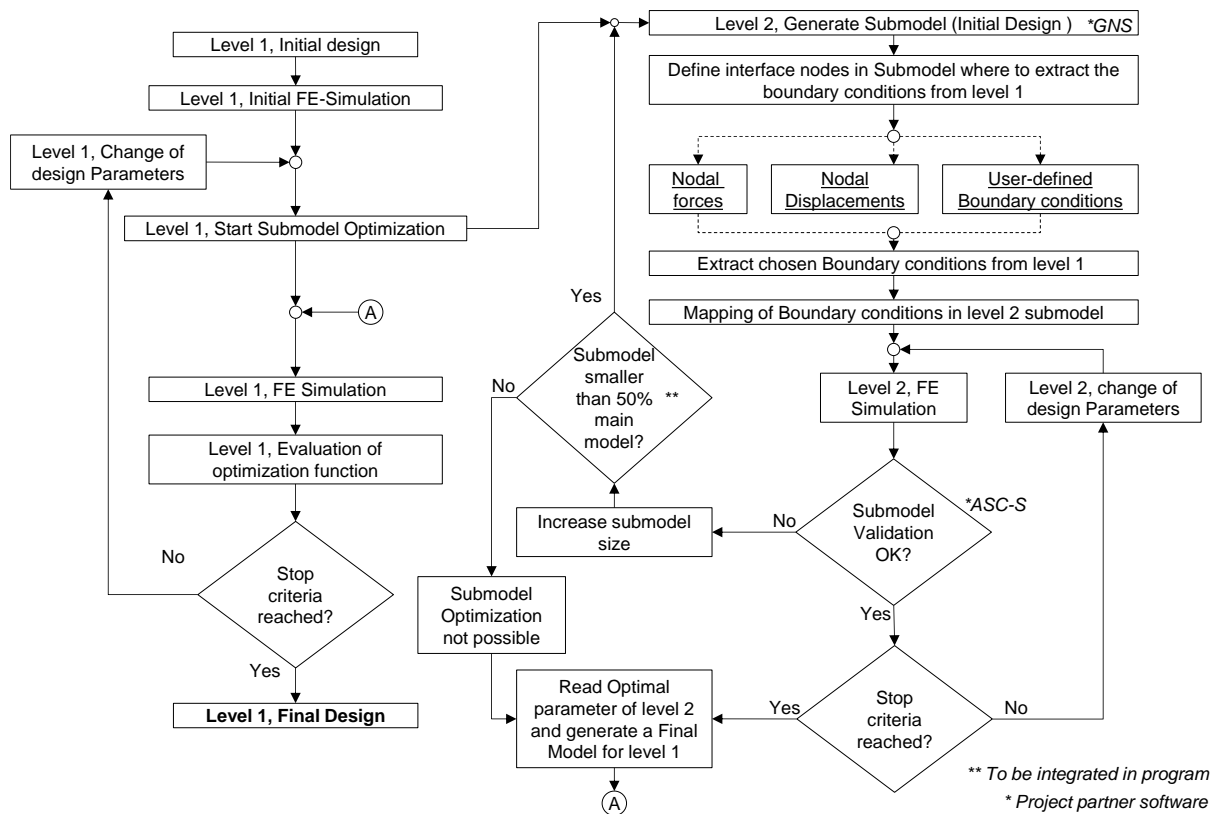 Level 1, Initial design
Level 1, Initial FE-Simulation
Level 1, Change of
design Parameters
Level 1, Start Submodel Optimization
A
Level 1, FE Simulation
Level 1, Evaluation of
optimization function
No
Stop
criteria
reached?
Yes
Level 1, Final Design
Level 2, Generate Submodel (Initial Design )
*GNS
Define interface nodes in Submodel where to extract the
boundary conditions from level 1
Nodal
forces
Nodal
Displacements
User-defined
Boundary conditions
Extract chosen Boundary conditions from level 1
Mapping of Boundary conditions in level 2 submodel
Level 2, FE
Simulation
Level 2, change of
design Parameters
*ASC-S
Submodel
Validation
OK?
No
Increase submodel
size
Yes
Submodel
smaller
than 50% **
main
model?
No
Submodel
Optimization
not possible
Yes
Stop
criteria
reached?
No
Yes
Read Optimal
parameter of level 2
and generate a Final
Model for level 1
A
** To be integrated in program
* Project partner software